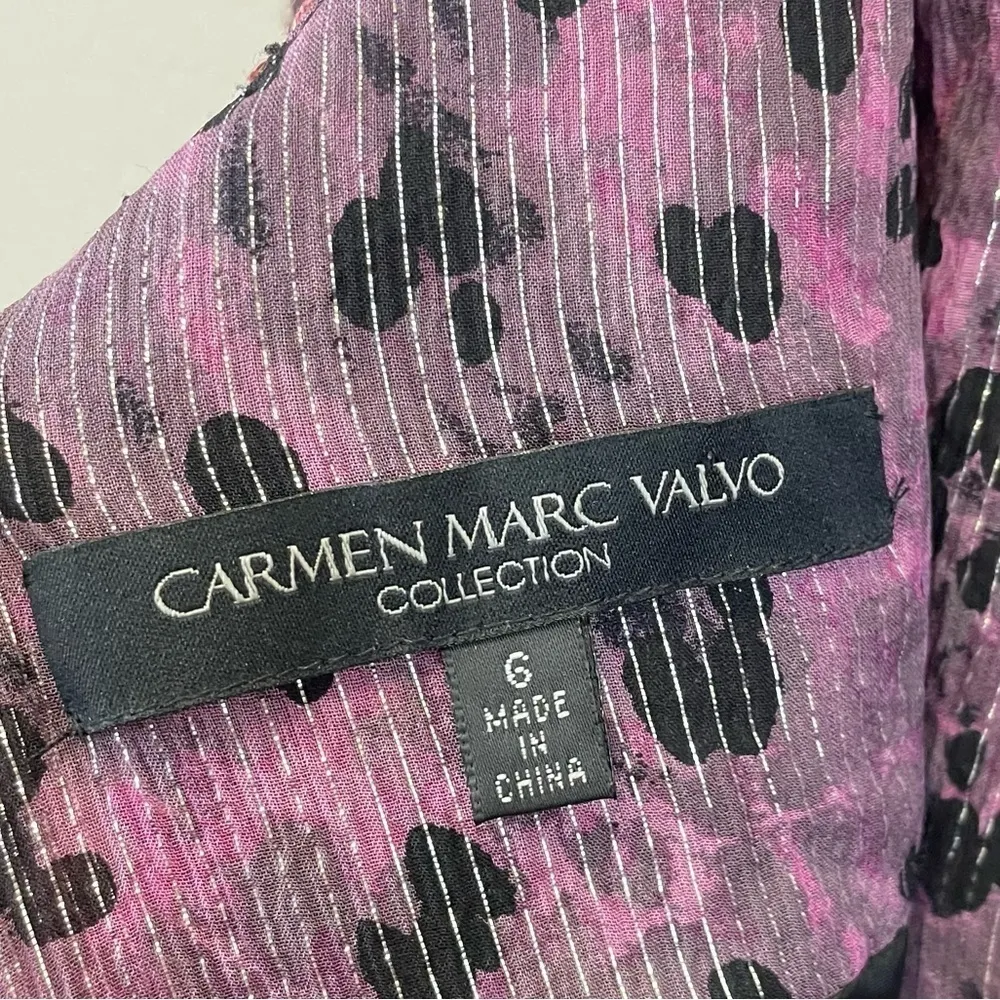 CARMEN MARC VALVO
COLLECTION
6
MADE
IN
CHINA